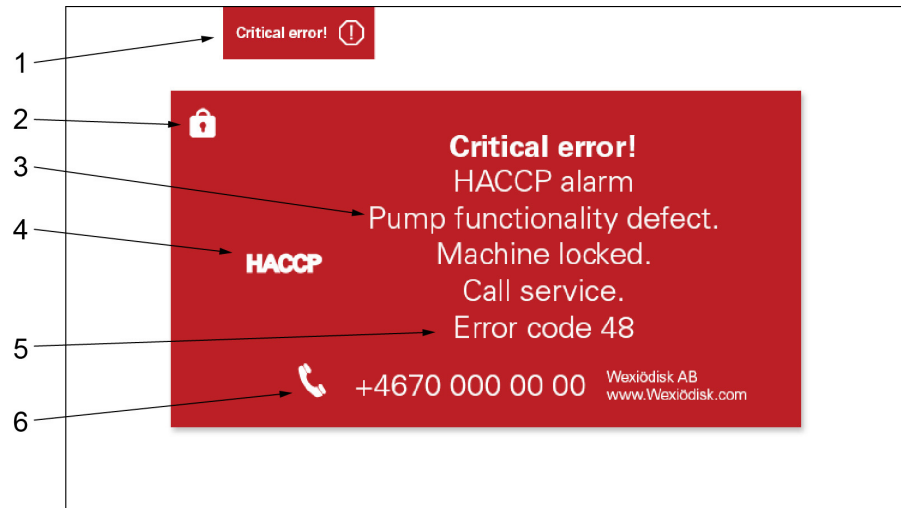 Critical error!
1
2
3
4
5
6
Critical error!
HACCP alarm
Pump functionality defect.
Machine locked.
Call service.
Error code 48
HACCP
+4670 000 00 00
Wexiödisk AB
www.Wexiödisk.com